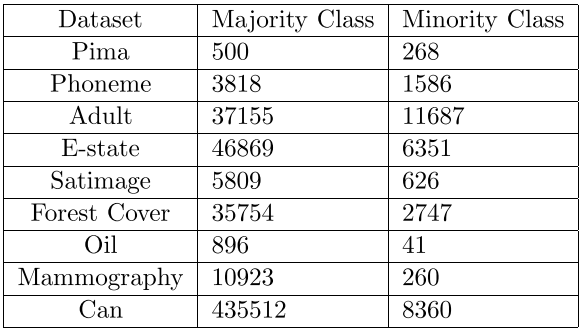 Dataset Majority Class Minority Class
Pima 500 268
Phoneme 3818 1586
Adult 37155 11687
E-state 46869 6351
Satimage 5809 626
Forest Cover 35754 2747
Oil 896 41
Mammography 10923 260
Can 435512 8360